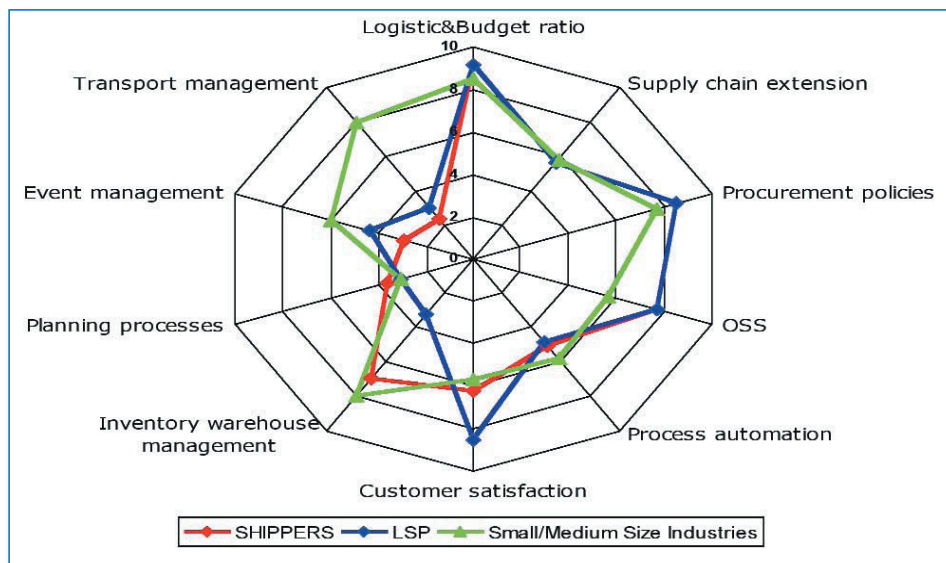 Logistic&Budget ratio
10
Transport management
Supply chain extension
8
6
Event management
Procurement policies
4
2
0
Planning processes
OSS
Inventory warehouse
management
Process automation
Customer satisfaction
SHIPPERS
LSP
Small/Medium Size Industries